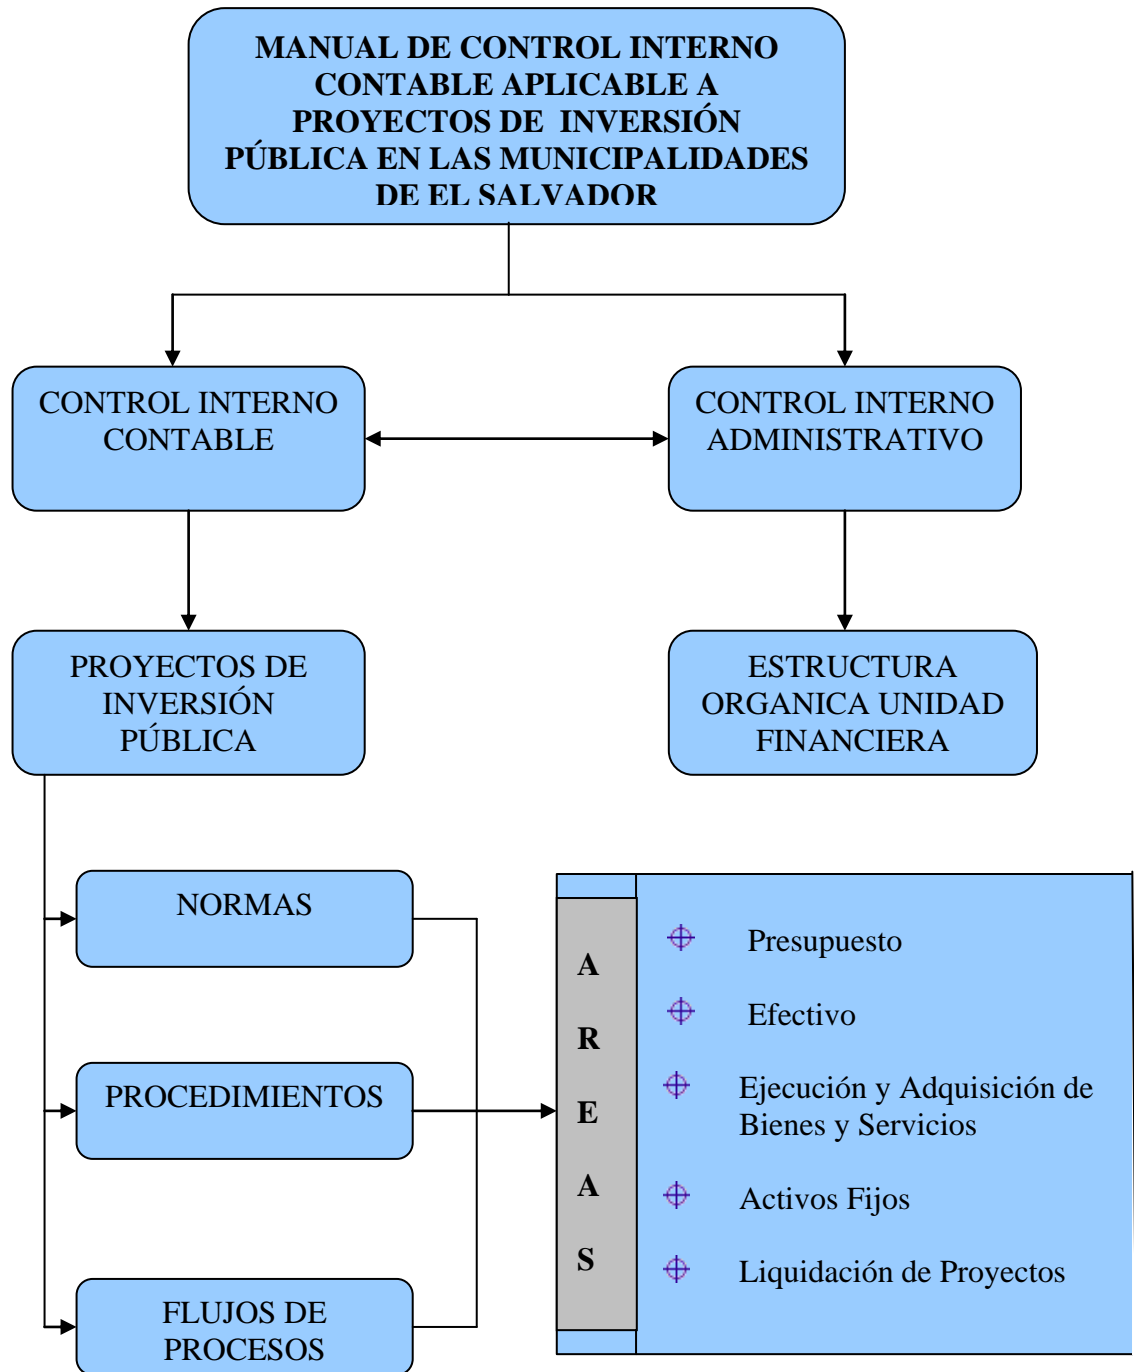 MANUAL DE CONTROL INTERNO
CONTABLE APLICABLE A
PROYECTOS DE INVERSIÓN
PÚBLICA EN LAS MUNICIPALIDADES
DE EL SALVADOR
CONTROL INTERNO
CONTABLE
CONTROL INTERNO
ADMINISTRATIVO
PROYECTOS DE
INVERSIÓN
PÚBLICA
ESTRUCTURA
ORGANICA UNIDAD
FINANCIERA
NORMAS
PROCEDIMIENTOS
FLUJOS DE
PROCESOS
A
R
E
A
S
Presupuesto
Efectivo
Ejecución y Adquisición de
Bienes y Servicios
Activos Fijos
Liquidación de Proyectos